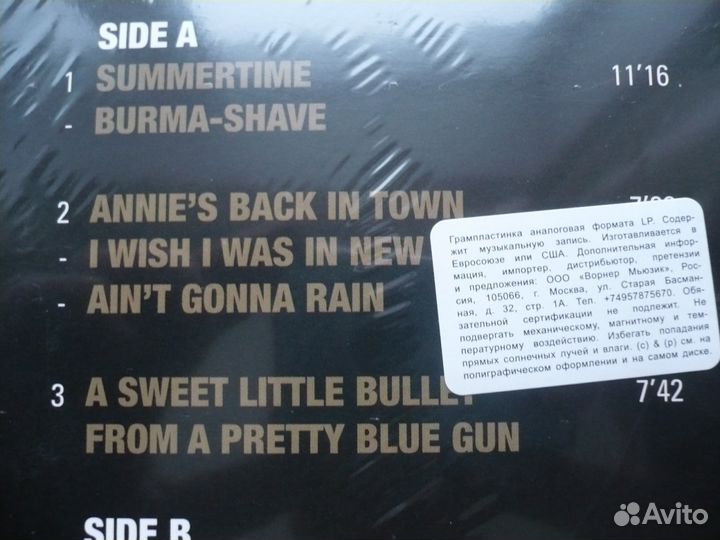 SIDE A
1 SUMMERTIME 11'16
- BURMA-SHAVE
2 ANNIE'S BACK IN TOWN
- I WISH I WAS IN NEW
- AIN'T GONNA RAIN
3 A SWEET LITTLE BULLET 7'42
FROM A PRETTY BLUE GUN
SIDE B
Грампластинка аналоговая формата LP. Содер-
жит музыкальную запись. Изготавливается в
Евросоюзе или США. Дополнительная инфор-
мация, импортер, дистрибьютор, претензии
и предложения: ООО «Ворнер Мьюзик», Рос-
сия, 105066, г. Москва, ул. Старая Басман-
ная, д. 32, стр. 1А. Тел. +74957875670. Обя-
зательной сертификации не подлежит. Не
подвергать механическому, магнитному и тем-
пературному воздействию. Избегать попадания
прямых солнечных лучей и влаги. (c) & (p) см. на
полиграфическом оформлении и на самом диске.
Avito